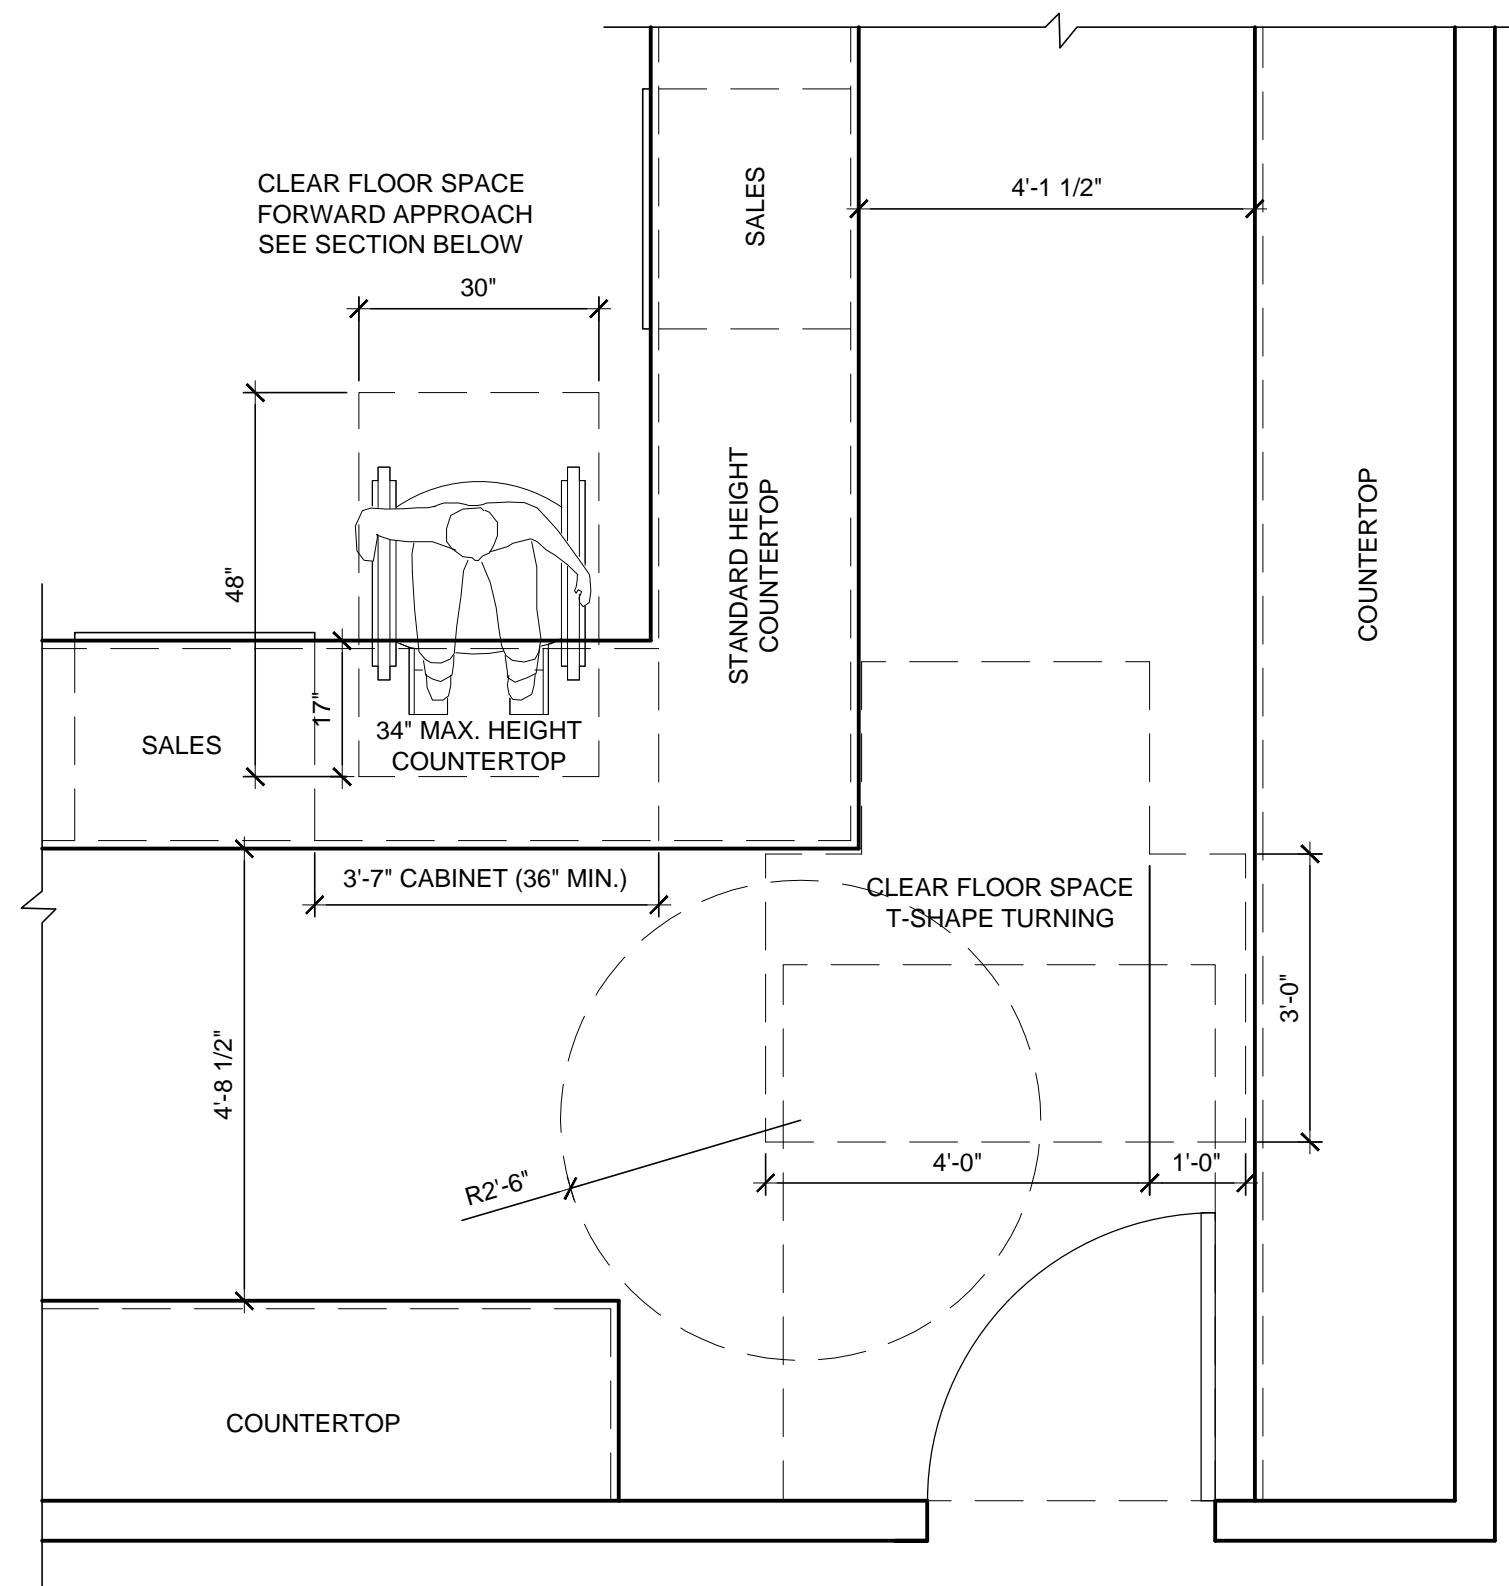 CLEAR FLOOR SPACE
FORWARD APPROACH
SEE SECTION BELOW
30"
SALES
4'-1 1/2"
48"
17"
SALES
34" MAX. HEIGHT
COUNTERTOP
STANDARD HEIGHT
COUNTERTOP
COUNTERTOP
3'-7" CABINET (36" MIN.)
CLEAR FLOOR SPACE
T-SHAPE TURNING
3'-0"
4'-8 1/2"
R2'-6"
4'-0"
1'-0"
COUNTERTOP